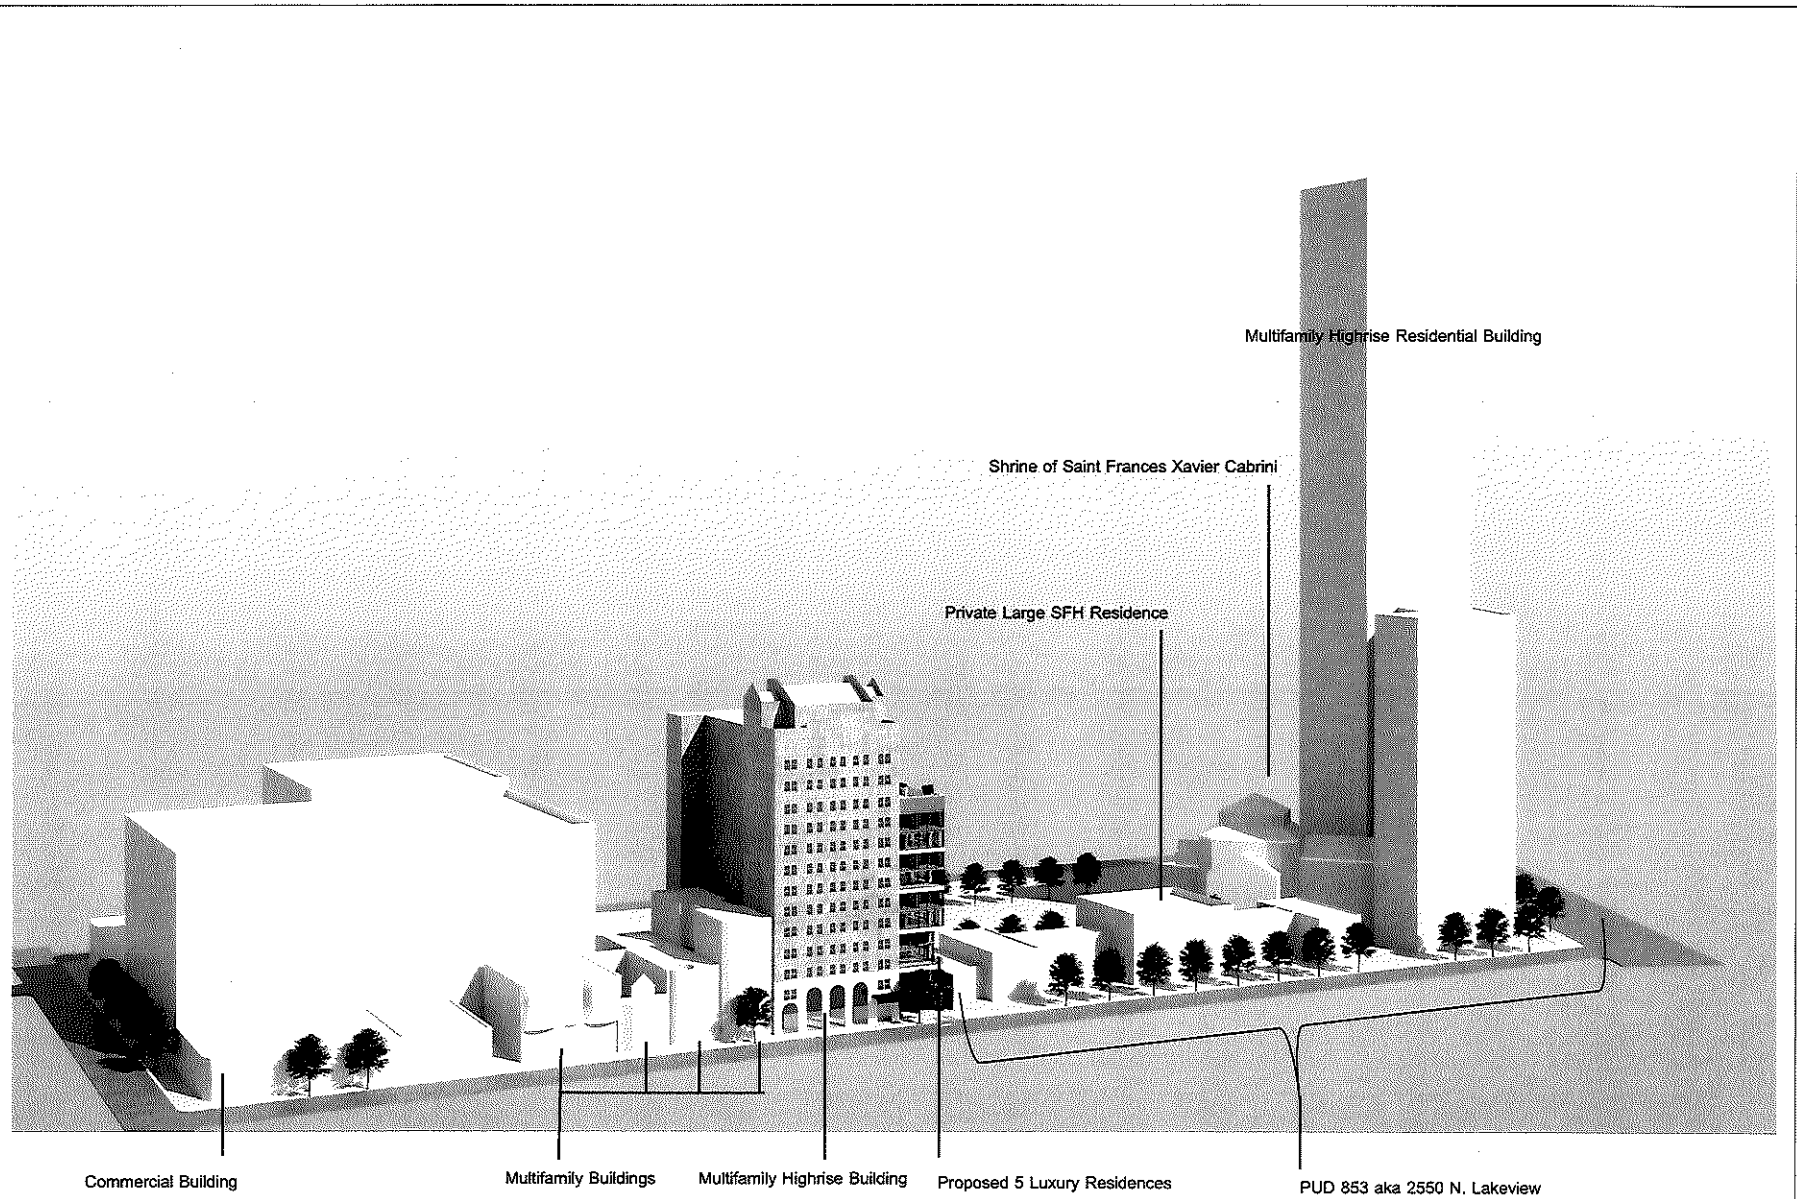 Multifamily Highrise Residential Building
Shrine of Saint Frances Xavier Cabrini
Private Large SFH Residence
Commercial Building
Multifamily Buildings
Multifamily Highrise Building
Proposed 5 Luxury Residences
PUD 853 aka 2550 N. Lakeview